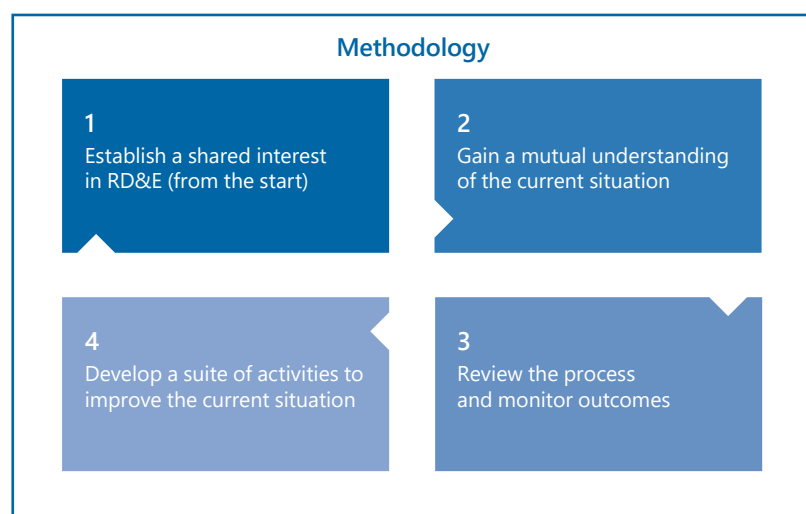 Methodology
1
Establish a shared interest
in RD&E (from the start)
2
Gain a mutual understanding
of the current situation
4
Develop a suite of activities to
improve the current situation
3
Review the process
and monitor outcomes